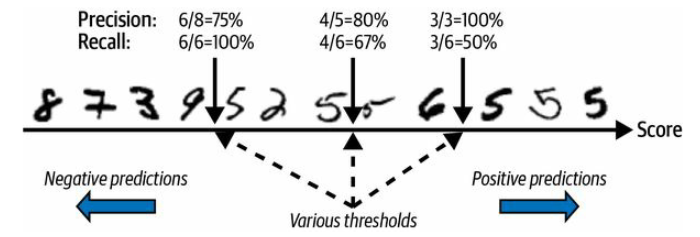 Precision: 6/8=75% 4/5=80% 3/3=100%
Recall: 6/6=100% 4/6=67% 3/6=50%
8 7 3 9 5 2 5 5 6 5 5 5
Score
Negative predictions Positive predictions
Various thresholds